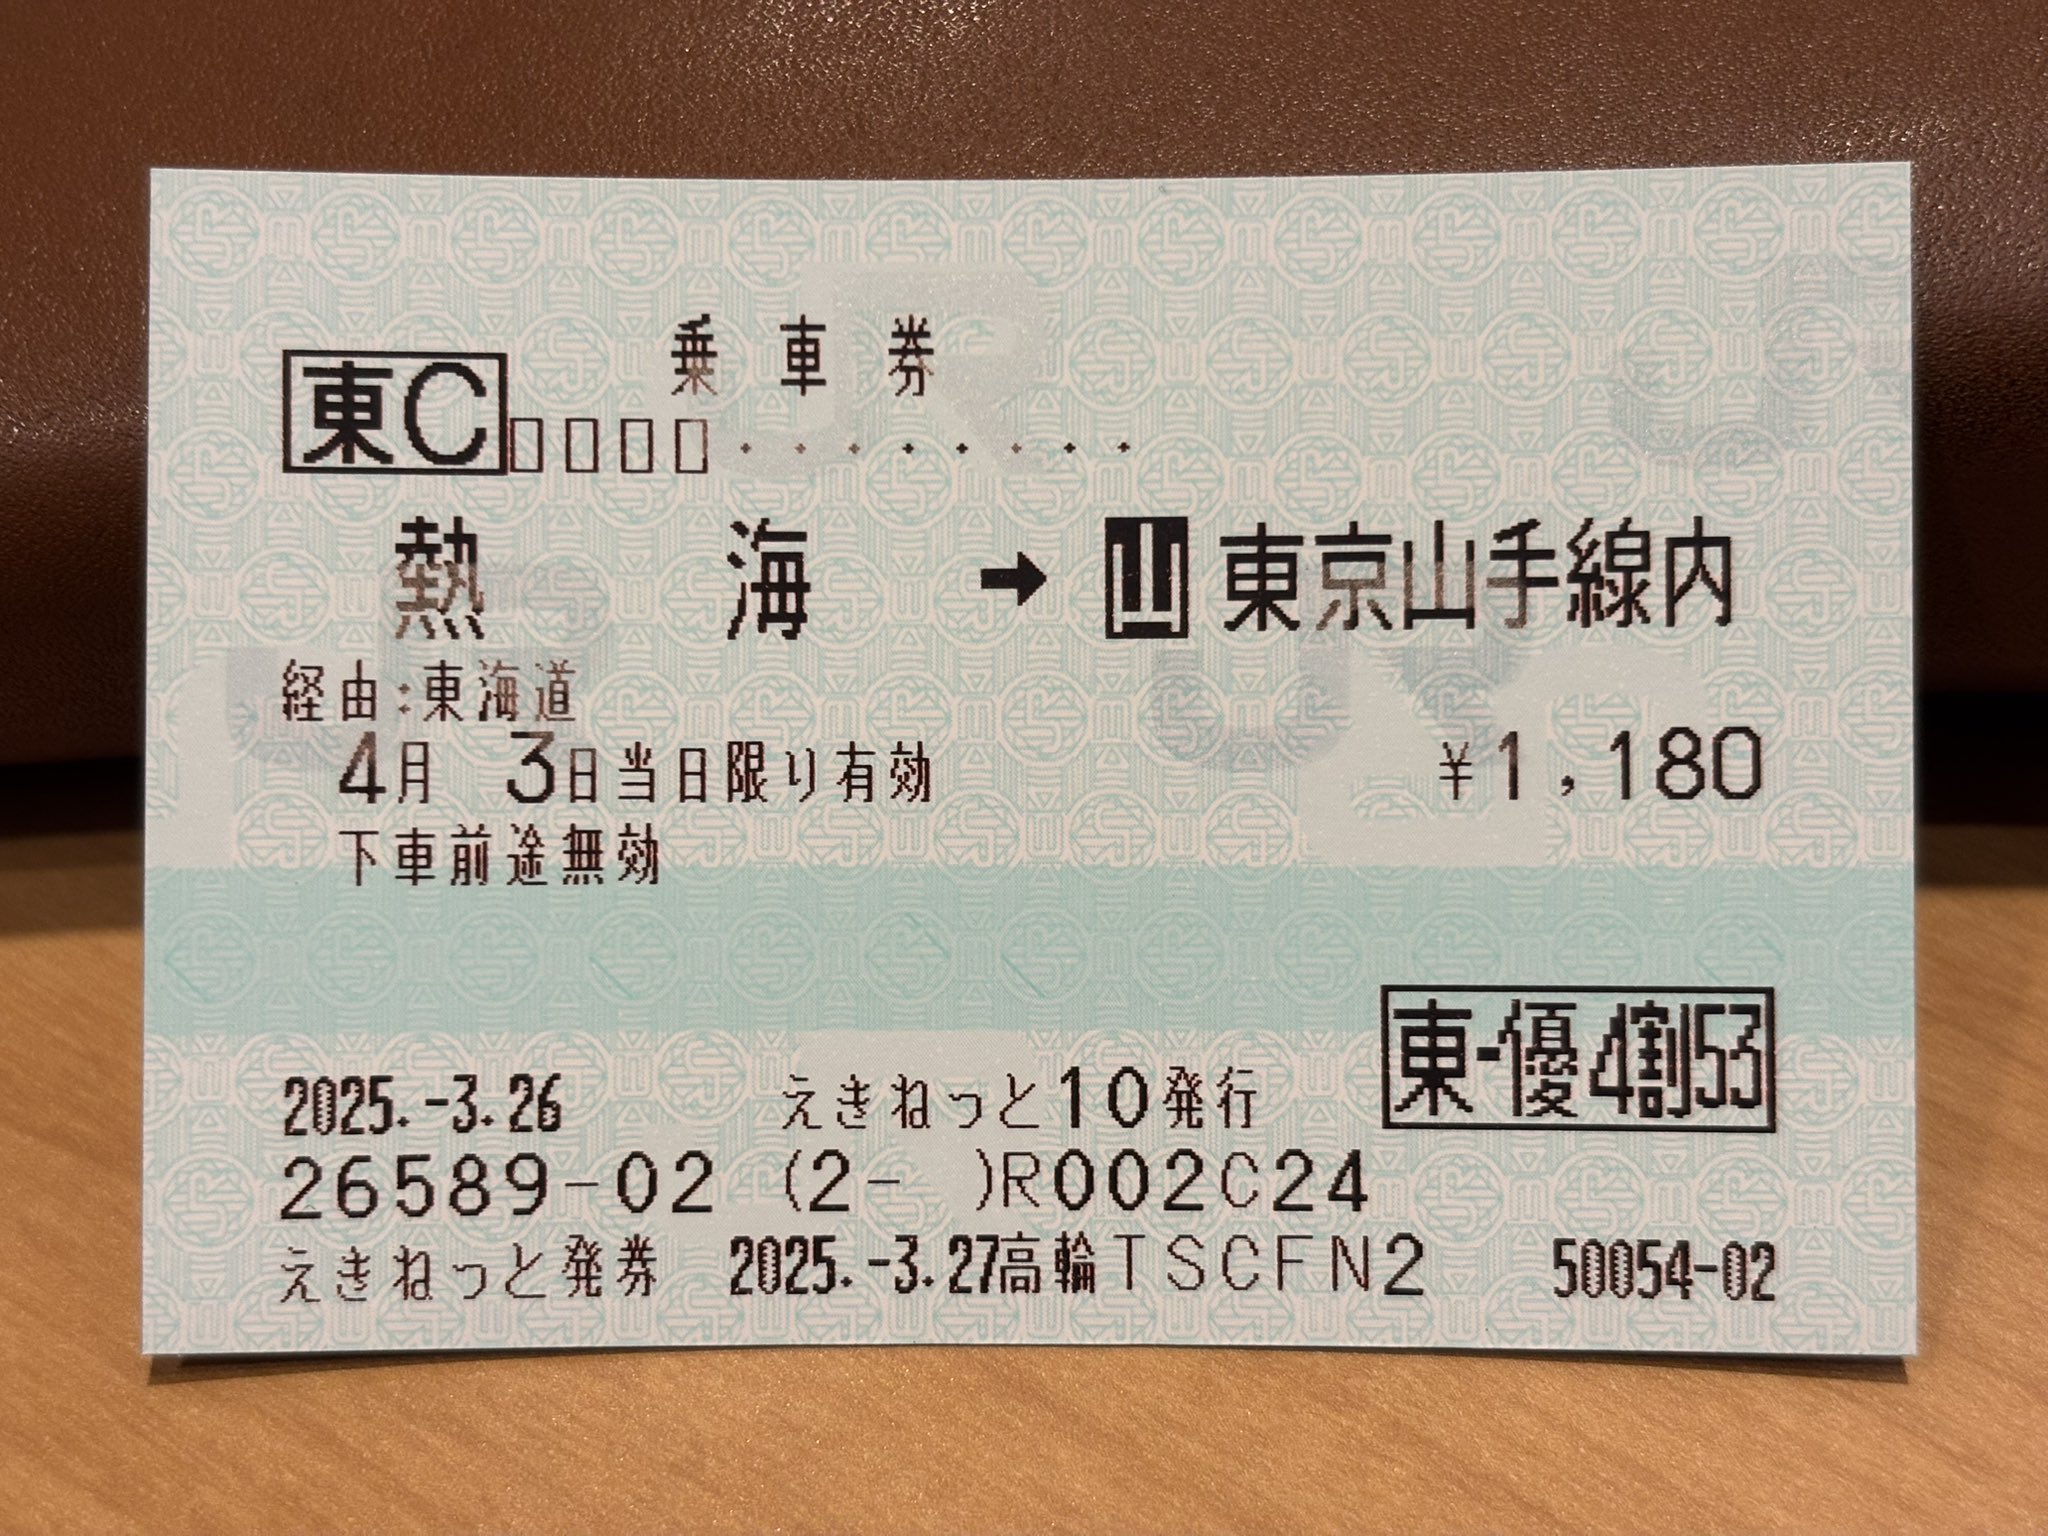 乗車券
東C □□□□・・・・・・・・
熱海 ➡ 山 東京山手線内
経由：東海道
4月 3日当日限り有効 ¥1,180
下車前途無効
東-優4割53
2025.-3.26 えきねっと10発行
26589-02 (2- )R002C24
えきねっと発券 2025.-3.27高輪TSCFN2 50054-02